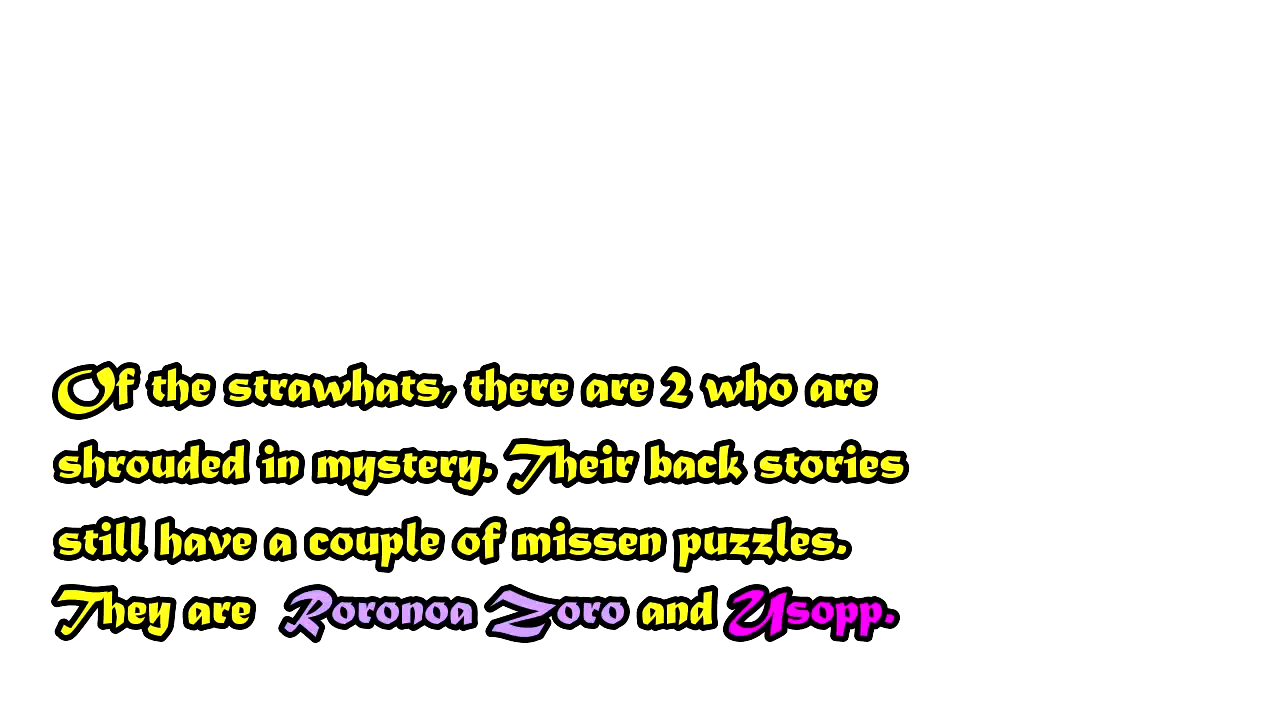 Of the strawhats, there are 2 who are
shrouded in mystery. Their back stories
still have a couple of missen puzzles.
They are Roronoa Zoro and Usopp.